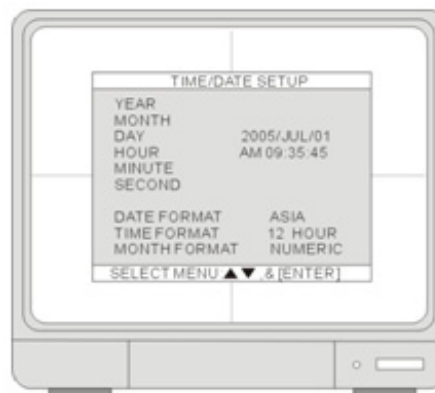 TIME/DATE SETUP
YEAR
MONTH
DAY 2005/JUL/01
HOUR AM 09:35:45
MINUTE
SECOND
DATE FORMAT ASIA
TIME FORMAT 12 HOUR
MONTH FORMAT NUMERIC
SELECT MENU:▲▼,& [ENTER]